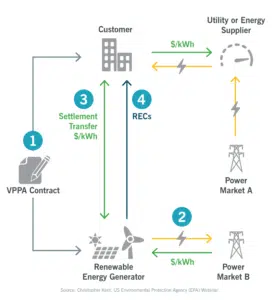 Customer
Utility or Energy
Supplier
$/kWh
3
Settlement
Transfer
$/kWh
4
RECs
1
VPPA Contract
Power
Market A
2
$/kWh
Renewable
Energy Generator
Power
Market B
Source: Christopher Kent, US Environmental Protection Agency (EPA) Webinar